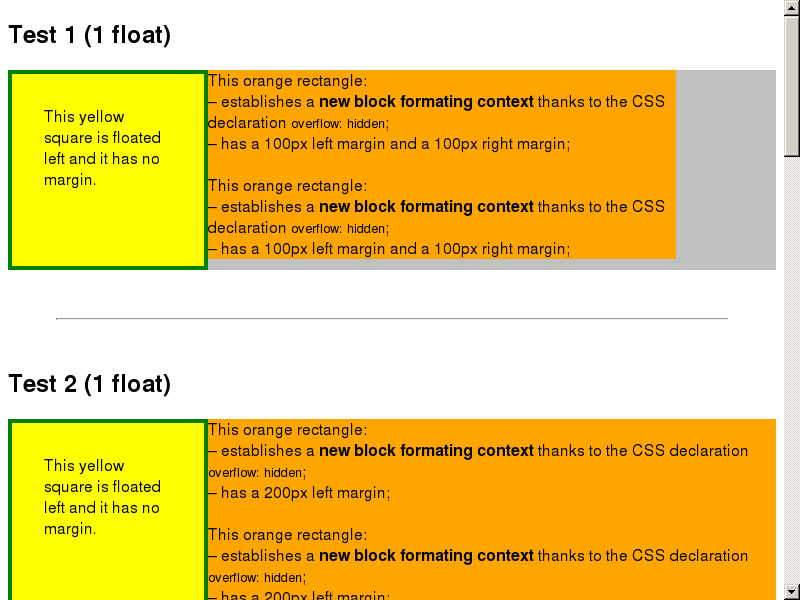 Test 1 (1 float)
This yellow
square is floated
left and it has no
margin.
This orange rectangle:
– establishes a new block formating context thanks to the CSS
declaration overflow: hidden;
– has a 100px left margin and a 100px right margin;
This orange rectangle:
– establishes a new block formating context thanks to the CSS
declaration overflow: hidden;
– has a 100px left margin and a 100px right margin;
Test 2 (1 float)
This yellow
square is floated
left and it has no
margin.
This orange rectangle:
– establishes a new block formating context thanks to the CSS declaration
overflow: hidden;
– has a 200px left margin;
This orange rectangle:
– establishes a new block formating context thanks to the CSS declaration
overflow: hidden;
– has a 200px left margin;